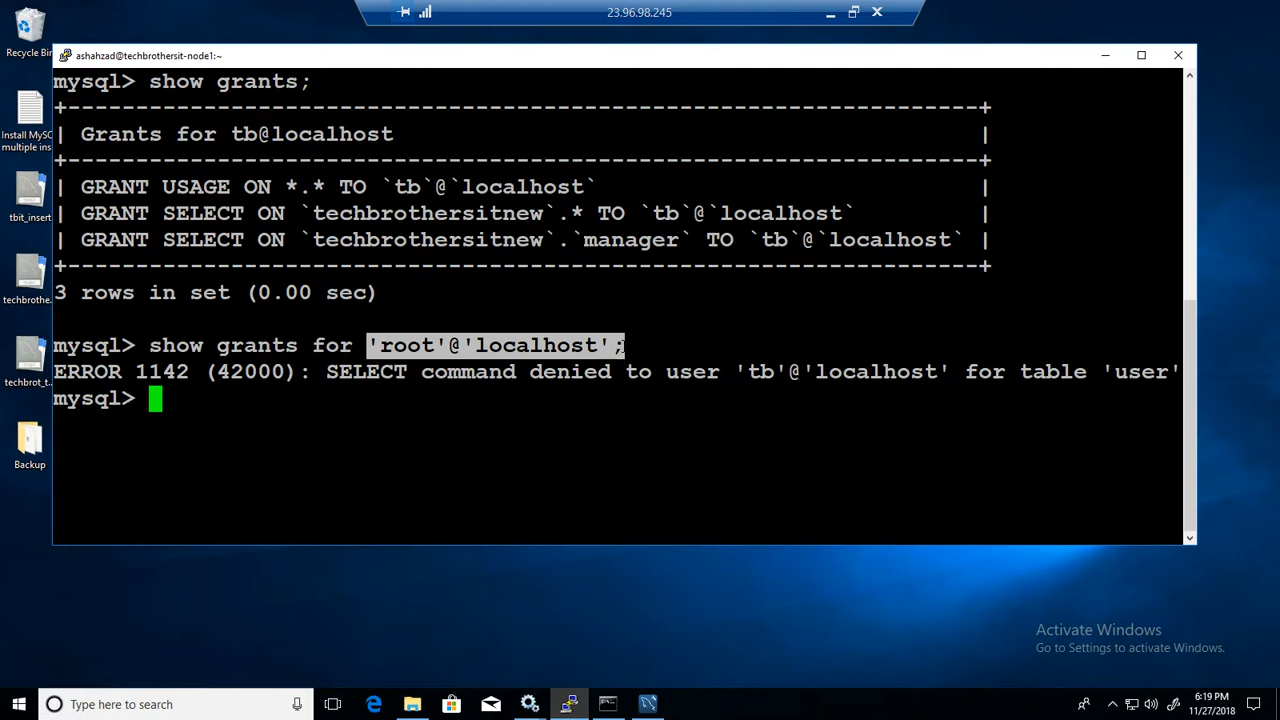 23.96.98.245
Recycle Bin
ashahzad@techbrothersit-node1:~
mysql> show grants;
+------------------------------------------------------------------+
| Grants for tb@localhost |
+------------------------------------------------------------------+
| GRANT USAGE ON *.* TO `tb`@`localhost` |
| GRANT SELECT ON `techbrothersitnew`.* TO `tb`@`localhost` |
| GRANT SELECT ON `techbrothersitnew`.`manager` TO `tb`@`localhost` |
+------------------------------------------------------------------+
3 rows in set (0.00 sec)
mysql> show grants for 'root'@'localhost';
ERROR 1142 (42000): SELECT command denied to user 'tb'@'localhost' for table 'user'
mysql>
Install MySC
multiple ins
tbit_insert
techbrothe
techbrot_t
Backup
Activate Windows
Go to Settings to activate Windows.
Type here to search
6:19 PM
11/27/2018